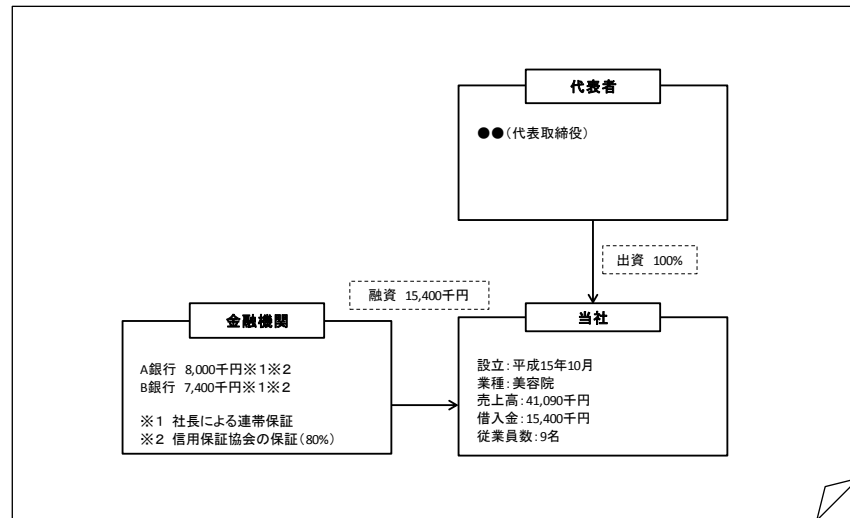 代表者
●●(代表取締役)
出資 100%
融資 15,400千円
金融機関
A銀行 8,000千円※1※2
B銀行 7,400千円※1※2
※1 社長による連帯保証
※2 信用保証協会の保証(80%)
当社
設立:平成15年10月
業種:美容院
売上高:41,090千円
借入金:15,400千円
従業員数:9名